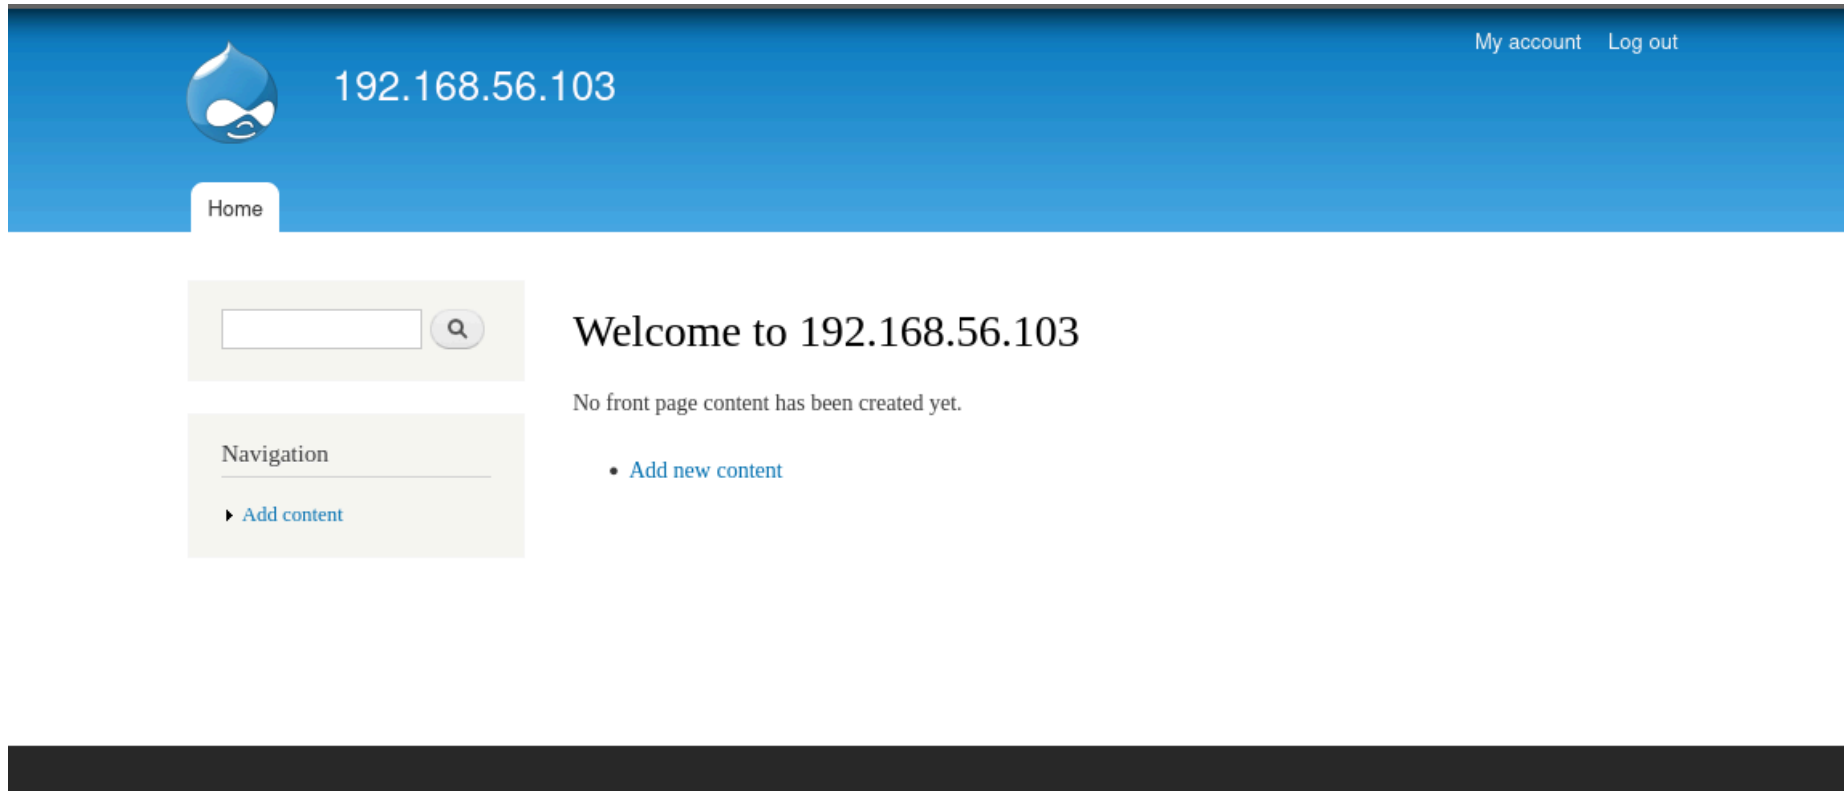 My account Log out
192.168.56.103
Home
Welcome to 192.168.56.103
No front page content has been created yet.
Navigation
Add new content
Add content